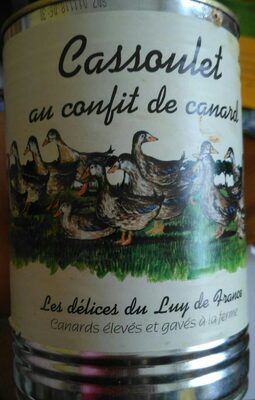 Cassoulet
au confit de canard
Les délices du Luy de France
Canards élevés et gavés à la ferme